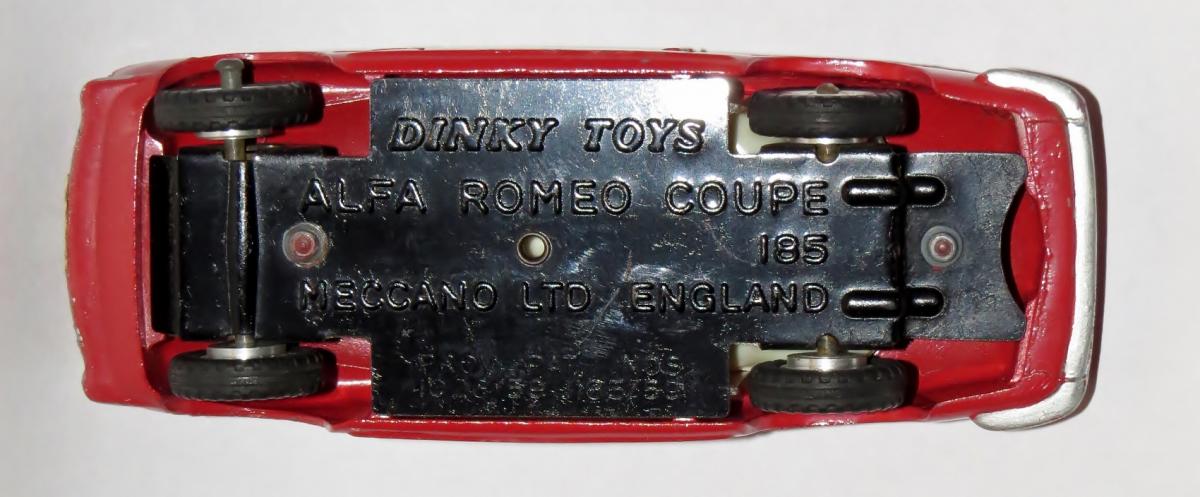 DINKY TOYS
ALFA ROMEO COUPE
185
MECCANO LTD ENGLAND